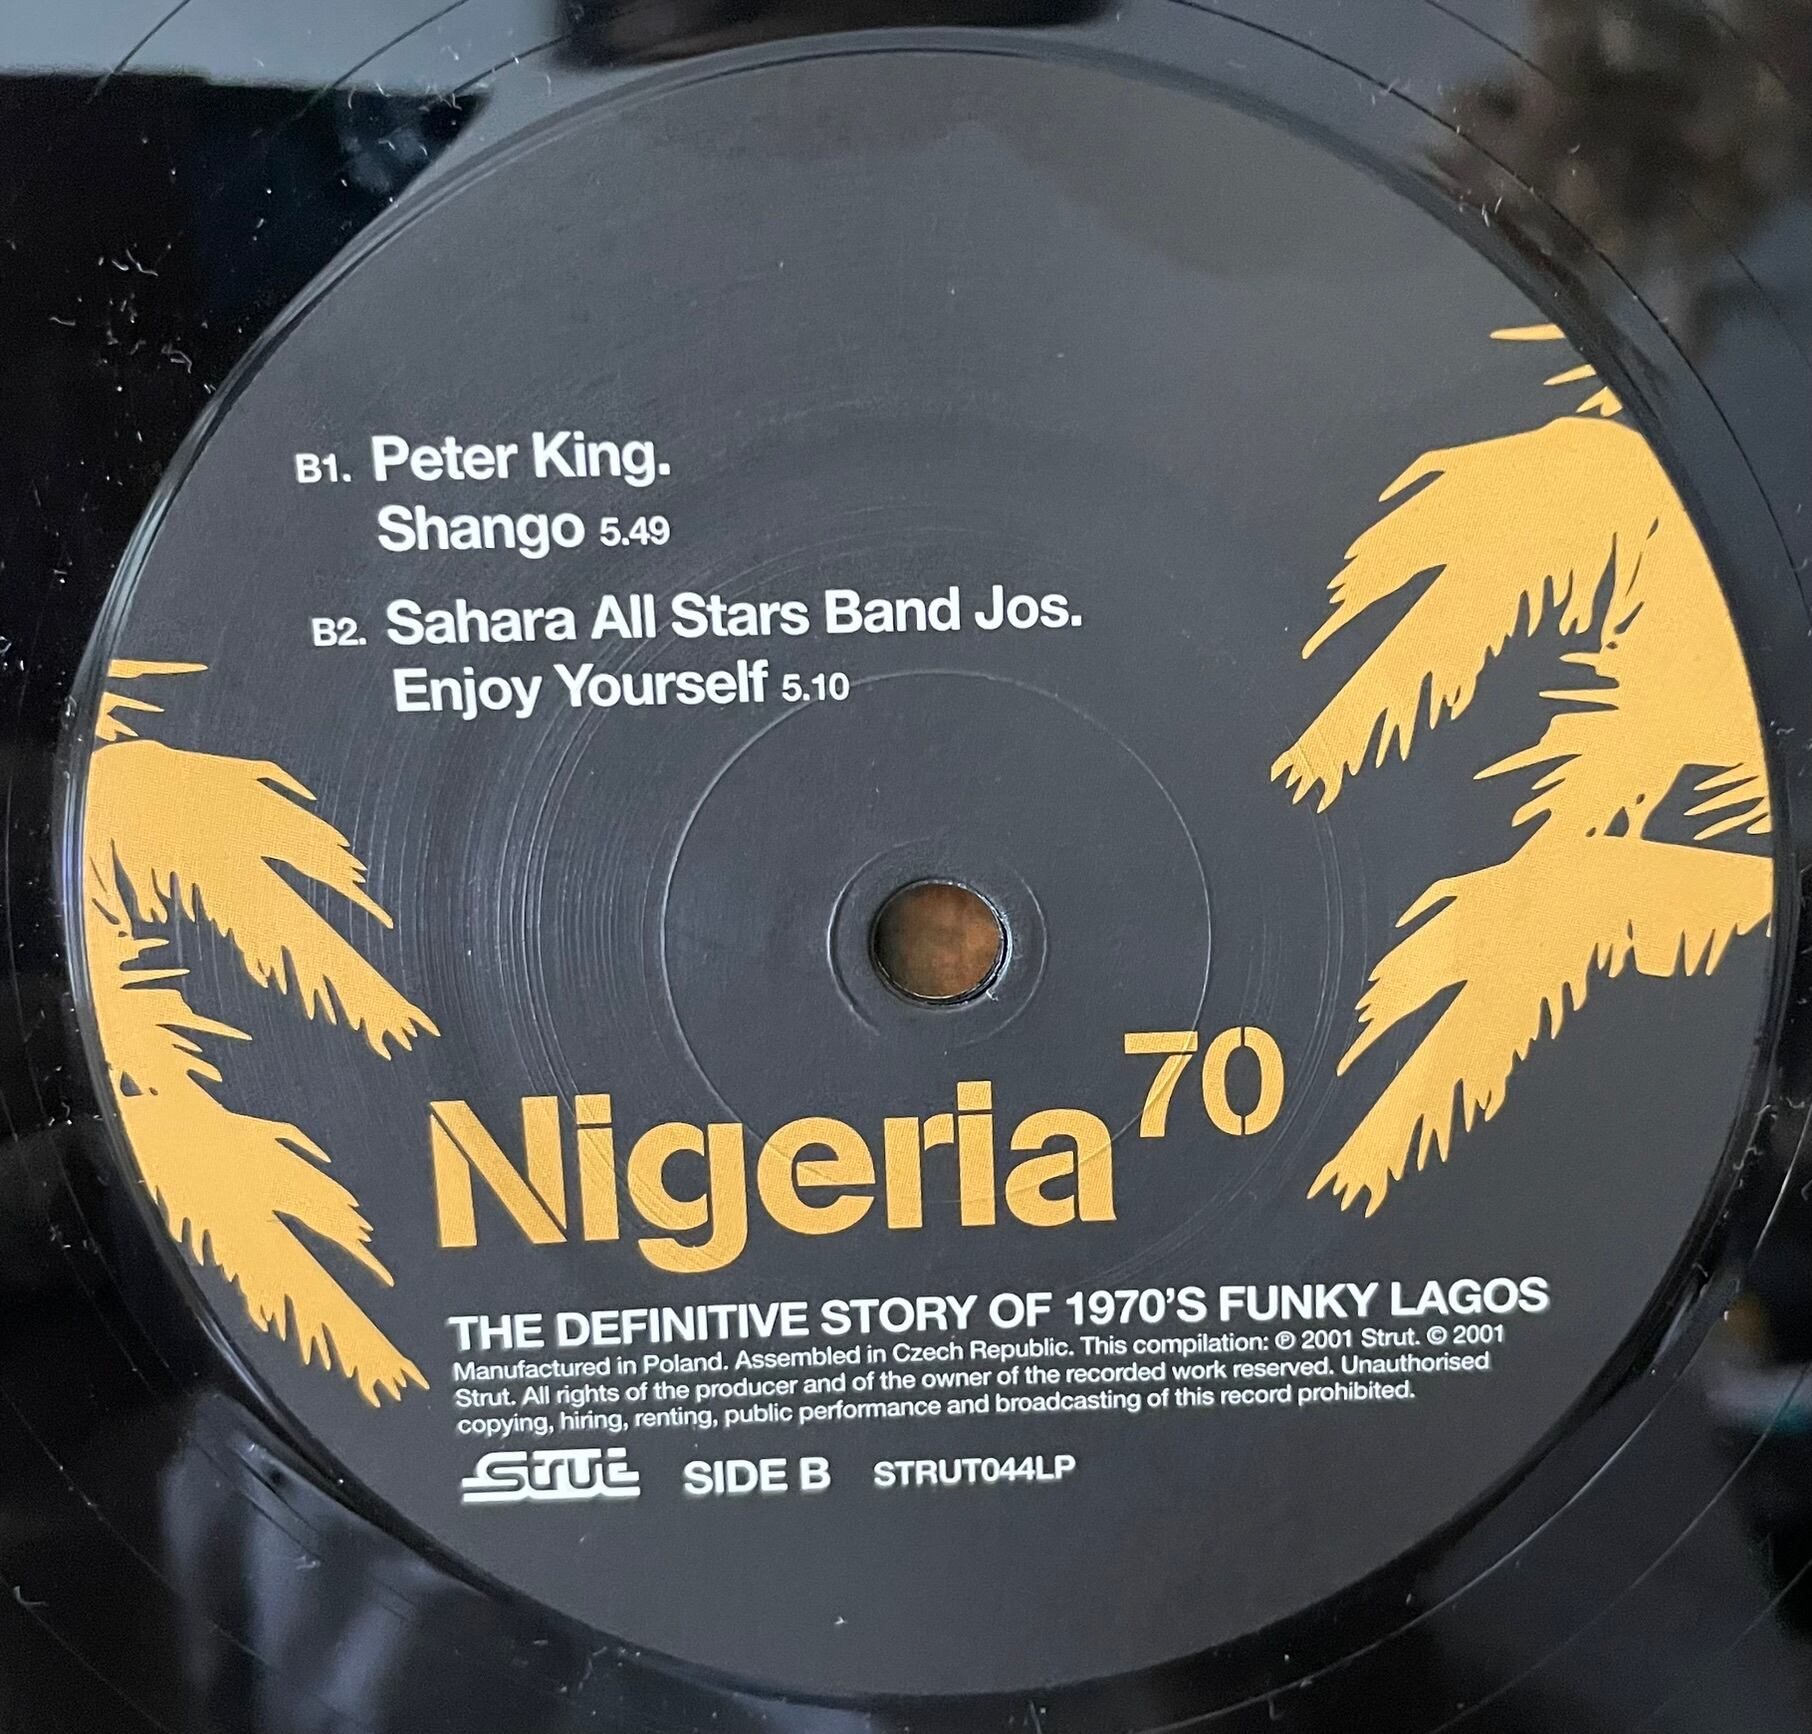 B1. Peter King.
Shango 5.49
B2. Sahara All Stars Band Jos.
Enjoy Yourself 5.10
Nigeria 70
THE DEFINITIVE STORY OF 1970'S FUNKY LAGOS
Manufactured in Poland. Assembled in Czech Republic. This compilation: ℗ 2001 Strut. © 2001
Strut. All rights of the producer and of the owner of the recorded work reserved. Unauthorised
copying, hiring, renting, public performance and broadcasting of this record prohibited.
Strut SIDE B STRUT044LP